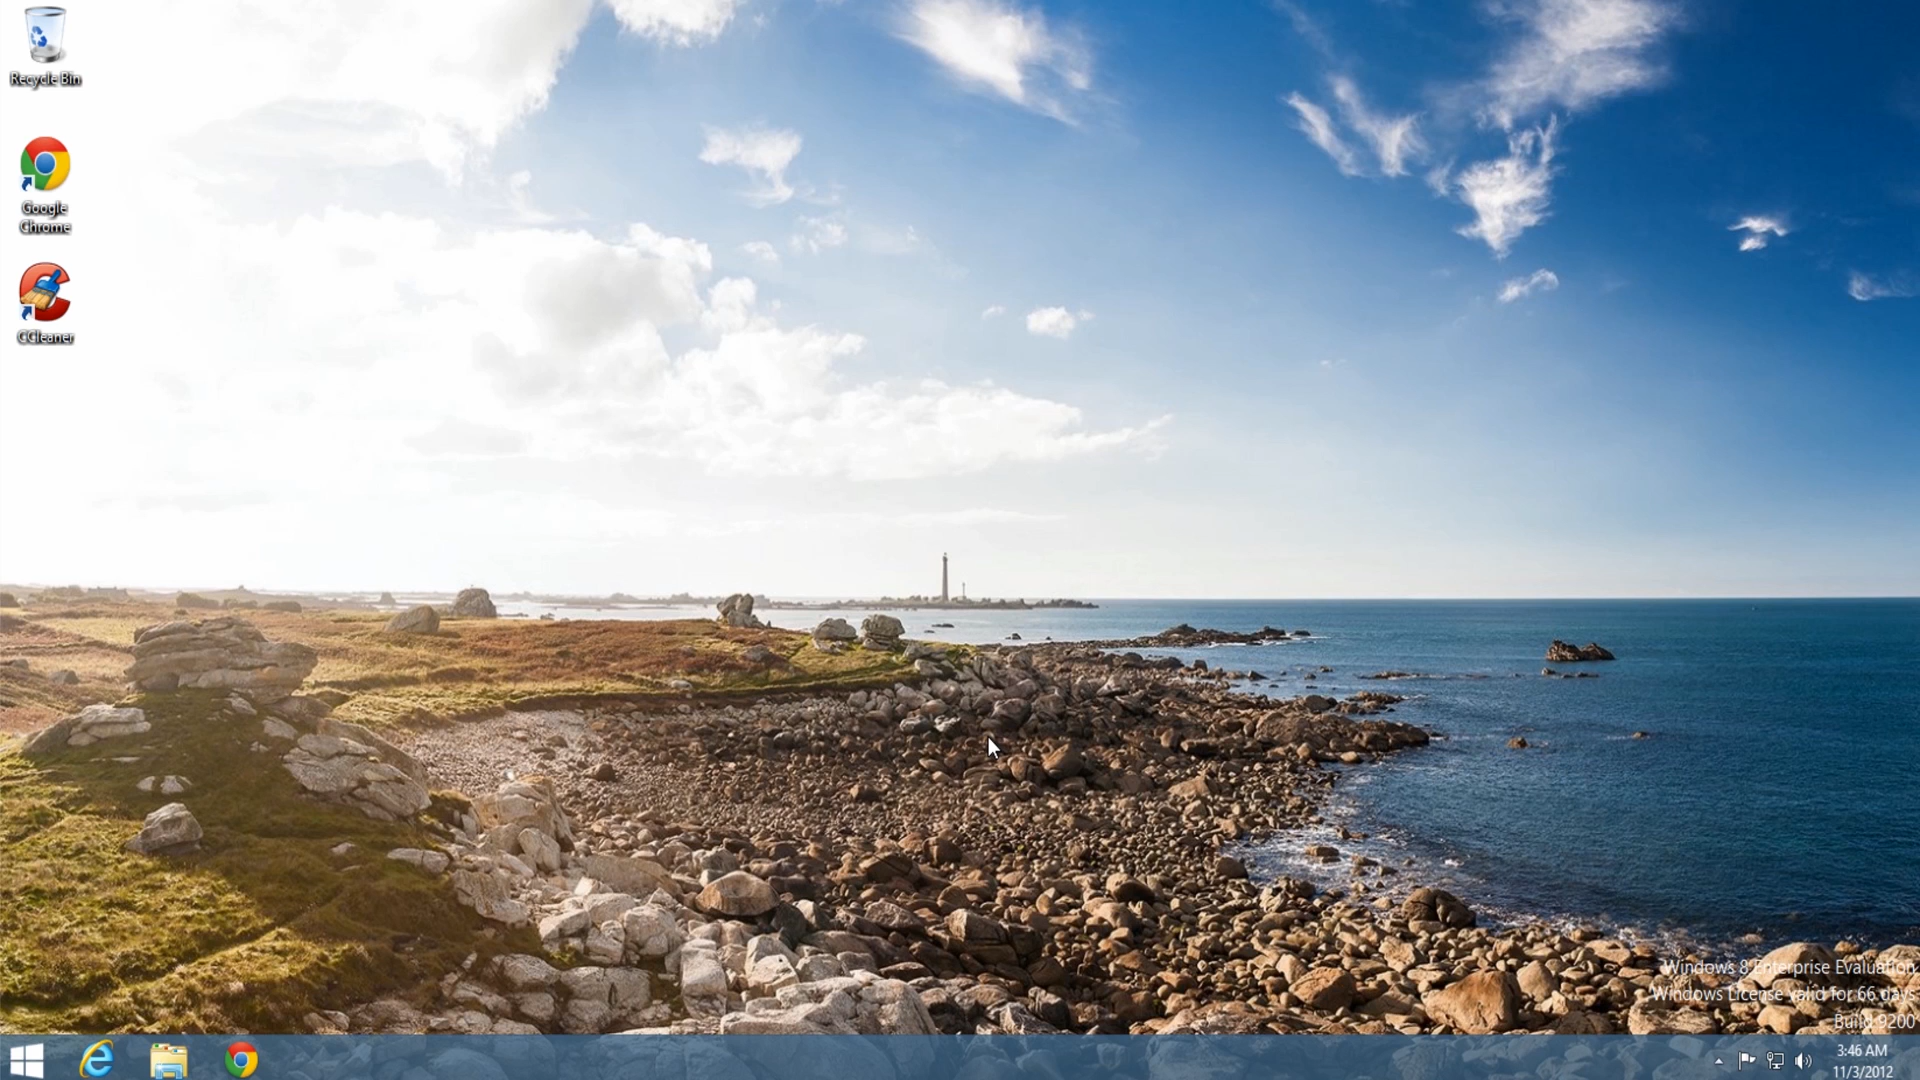 Recycle Bin
Google
Chrome
CCleaner
Windows 8 Enterprise Evaluation
Windows License valid for 66 days
Build 9200
3:46 AM
11/3/2012